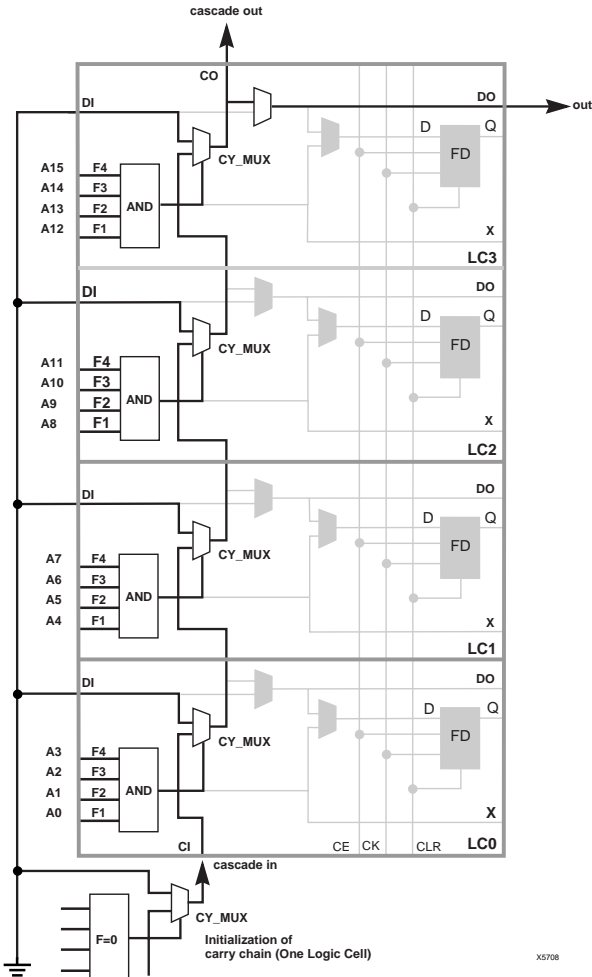 cascade out
CO
DI
DO
out
D
Q
CY_MUX
FD
A15 F4
A14 F3
A13 F2
A12 F1
AND
X
LC3
DI
DO
D
Q
CY_MUX
FD
A11 F4
A10 F3
A9 F2
A8 F1
AND
X
LC2
DI
DO
D
Q
CY_MUX
FD
A7 F4
A6 F3
A5 F2
A4 F1
AND
X
LC1
DI
DO
D
Q
CY_MUX
FD
A3 F4
A2 F3
A1 F2
A0 F1
AND
X
CI
CE CK CLR LC0
cascade in
CY_MUX
F=0
Initialization of
carry chain (One Logic Cell)
X5708